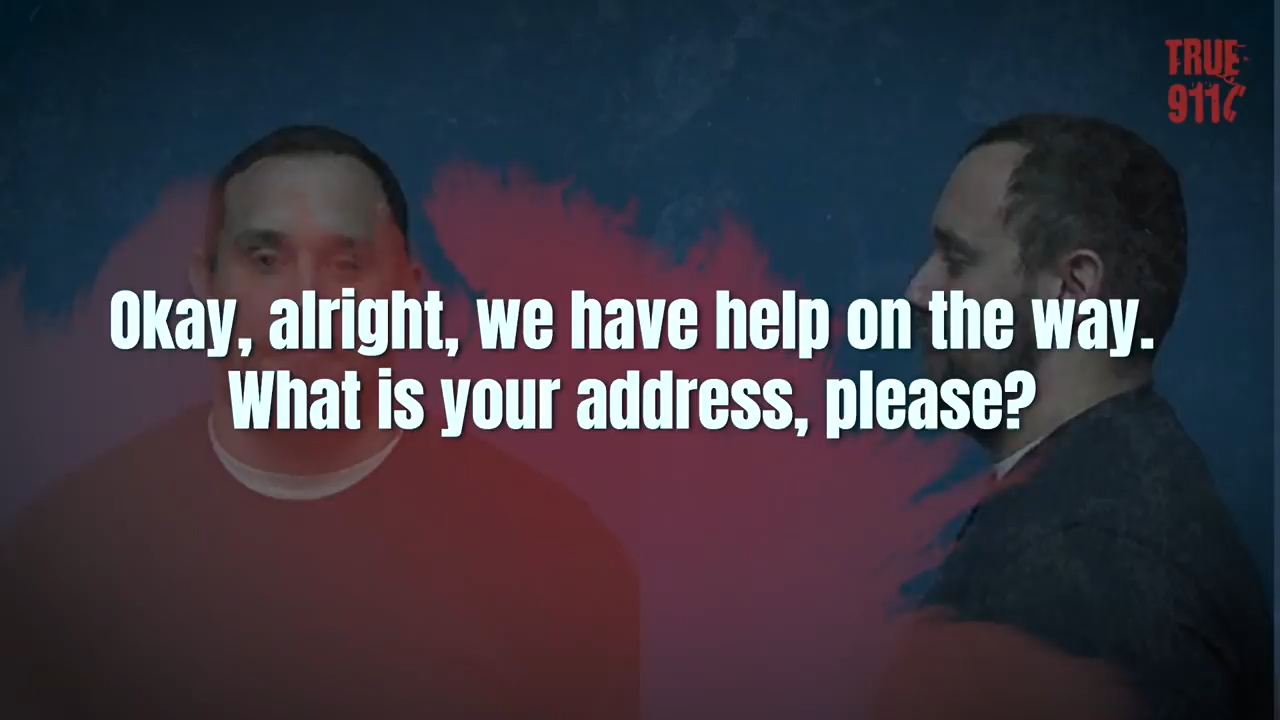 TRUE
911
Okay, alright, we have help on the way.
What is your address, please?